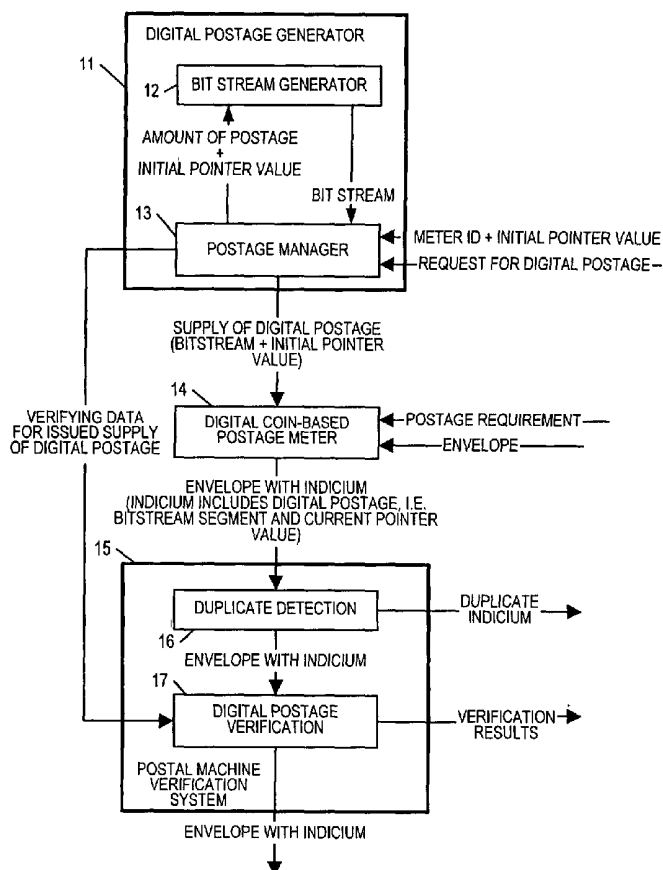 DIGITAL POSTAGE GENERATOR
11
12
BIT STREAM GENERATOR
AMOUNT OF POSTAGE
+
INITIAL POINTER VALUE
BIT STREAM
13
POSTAGE MANAGER
METER ID + INITIAL POINTER VALUE
REQUEST FOR DIGITAL POSTAGE
SUPPLY OF DIGITAL POSTAGE
(BITSTREAM + INITIAL POINTER
VALUE)
14
VERIFYING DATA
FOR ISSUED SUPPLY
OF DIGITAL POSTAGE
DIGITAL COIN-BASED
POSTAGE METER
POSTAGE REQUIREMENT
ENVELOPE
ENVELOPE WITH INDICIUM
(INDICIUM INCLUDES DIGITAL POSTAGE, I.E.
BITSTREAM SEGMENT AND CURRENT POINTER
VALUE)
15
DUPLICATE DETECTION
DUPLICATE
INDICIUM
16
ENVELOPE WITH INDICIUM
17
DIGITAL POSTAGE
VERIFICATION
VERIFICATION
RESULTS
POSTAL MACHINE
VERIFICATION
SYSTEM
ENVELOPE WITH INDICIUM